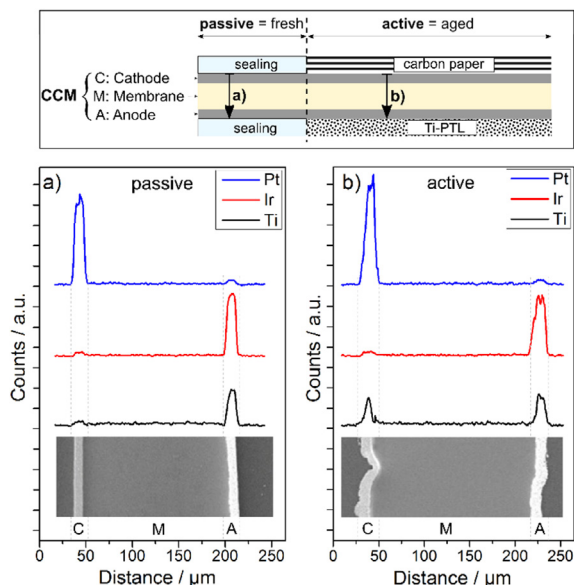 passive = fresh
active = aged
sealing
carbon paper
C: Cathode
CCM
M: Membrane
A: Anode
a)
b)
sealing
Ti-PTL
a)
passive
Pt
Ir
Ti
Counts / a.u.
C
M
A
0 50 100 150 200 250
Distance / µm
b)
active
Pt
Ir
Ti
Counts / a.u.
C
M
A
0 50 100 150 200 250
Distance / µm